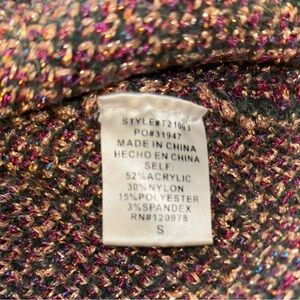 PO#31947
MADE IN CHINA
HECHO EN CHINA
SELF:
52%ACRYLIC
30%NYLON
15%POLYESTER
3%SPANDEX
RN#120978
S